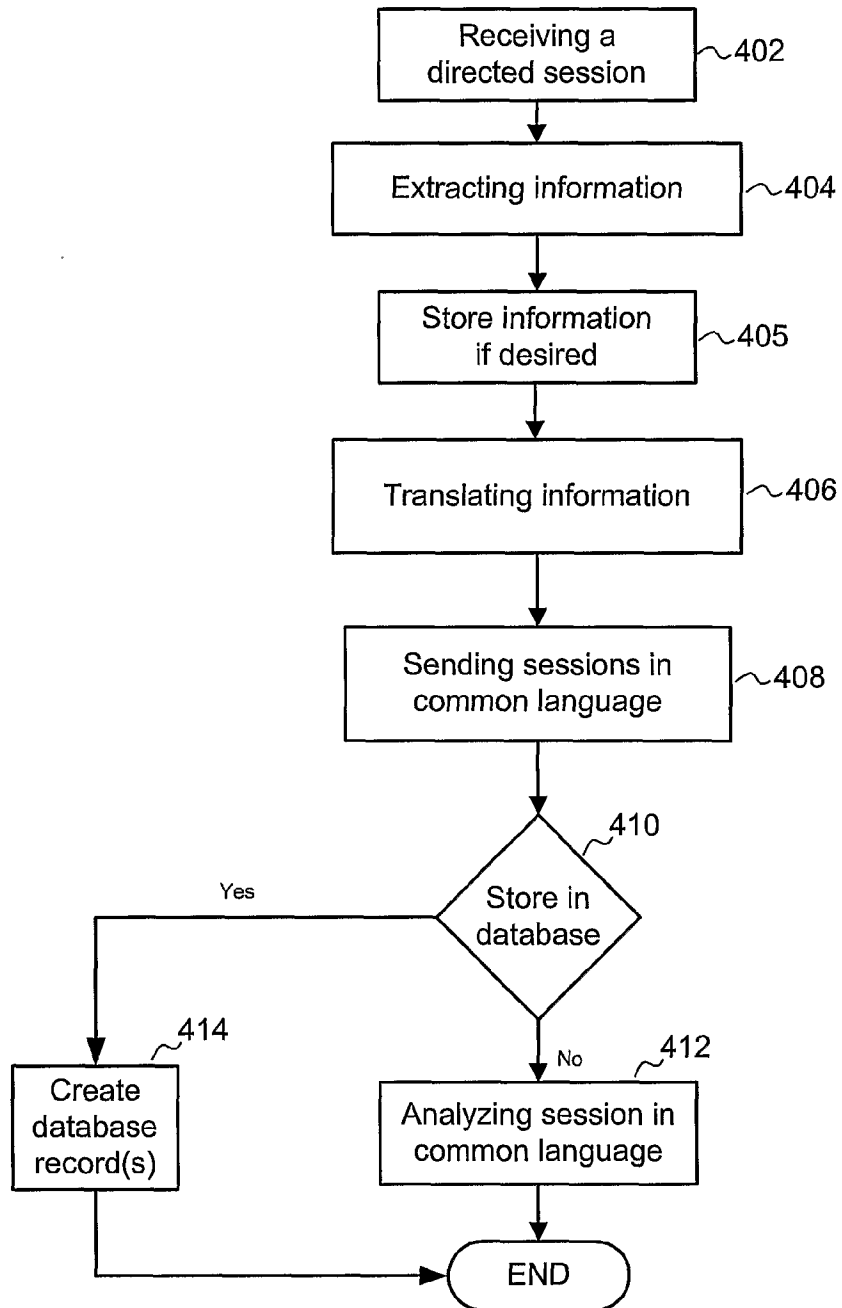 Receiving a
directed session
402
Extracting information
404
Store information
if desired
405
Translating information
406
Sending sessions in
common language
408
410
Store in
database
Yes
No
414
Create
database
record(s)
412
Analyzing session in
common language
END